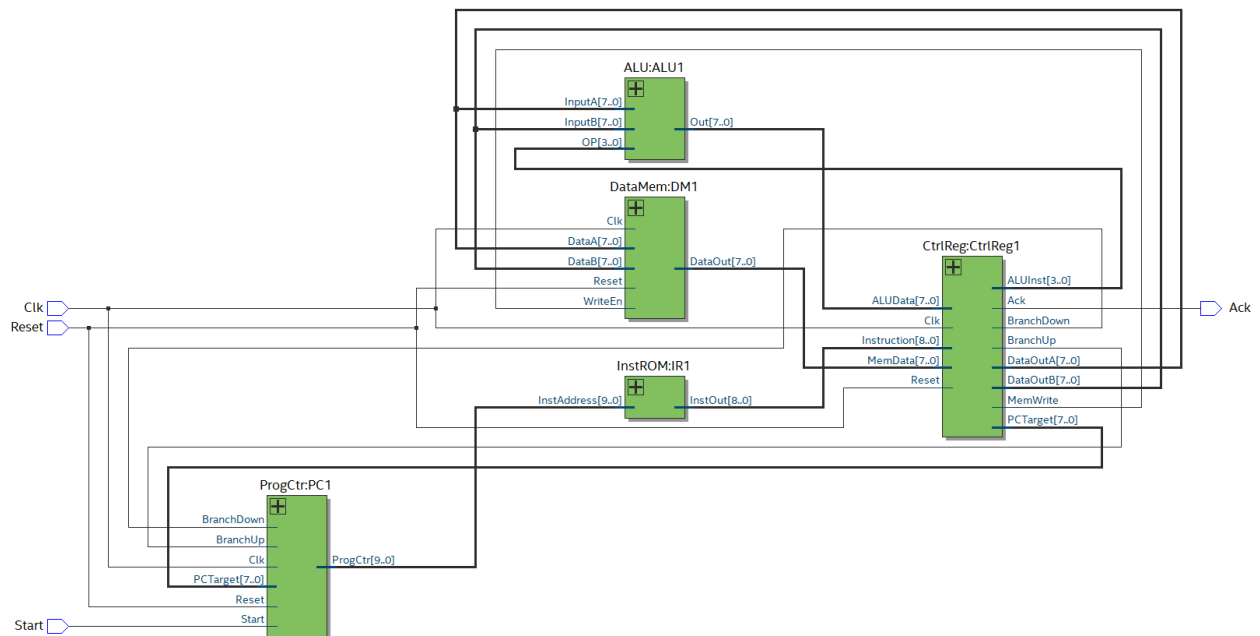 ALU:ALU1
InputA[7..0]
InputB[7..0]
OP[3..0]
Out[7..0]
DataMem:DM1
Clk
DataA[7..0]
DataB[7..0]
Reset
WriteEn
DataOut[7..0]
CtrlReg:CtrlReg1
ALUData[7..0]
Clk
Instruction[8..0]
MemData[7..0]
Reset
ALUInst[3..0]
Ack
BranchDown
BranchUp
DataOutA[7..0]
DataOutB[7..0]
MemWrite
PCTarget[7..0]
Clk
Reset
Ack
InstROM:IR1
InstAddress[9..0]
InstOut[8..0]
ProgCtr:PC1
BranchDown
BranchUp
Clk
PCTarget[7..0]
Reset
Start
ProgCtr[9..0]
Start